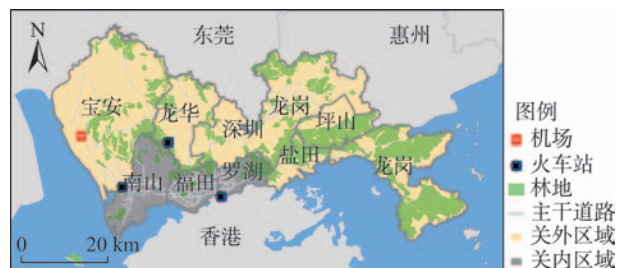 N
东莞
惠州
宝安
龙华
龙岗
深圳
坪山
盐田
龙岗
罗湖
福田
南山
香港
0 20 km
图例
机场
火车站
林地
主干道路
关外区域
关内区域